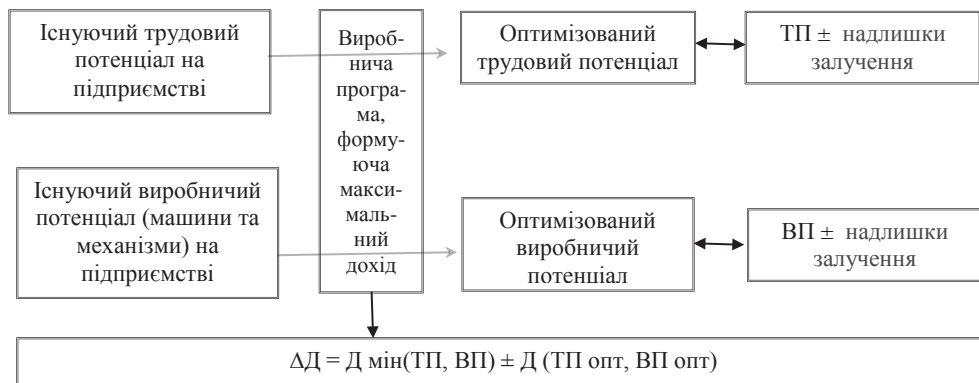 Існуючий трудовий
потенціал на
підприємстві
Вироб-
нича
програ-
ма,
форму-
юча
макси-
маль-
ний
дохід
Оптимізований
трудовий потенціал
ТП ± надлишки
залучення
Існуючий виробничий
потенціал (машини та
механізми) на
підприємстві
Оптимізований
виробничий
потенціал
ВП ± надлишки
залучення
ΔД = Д мін(ТП, ВП) ± Д (ТП опт, ВП опт)